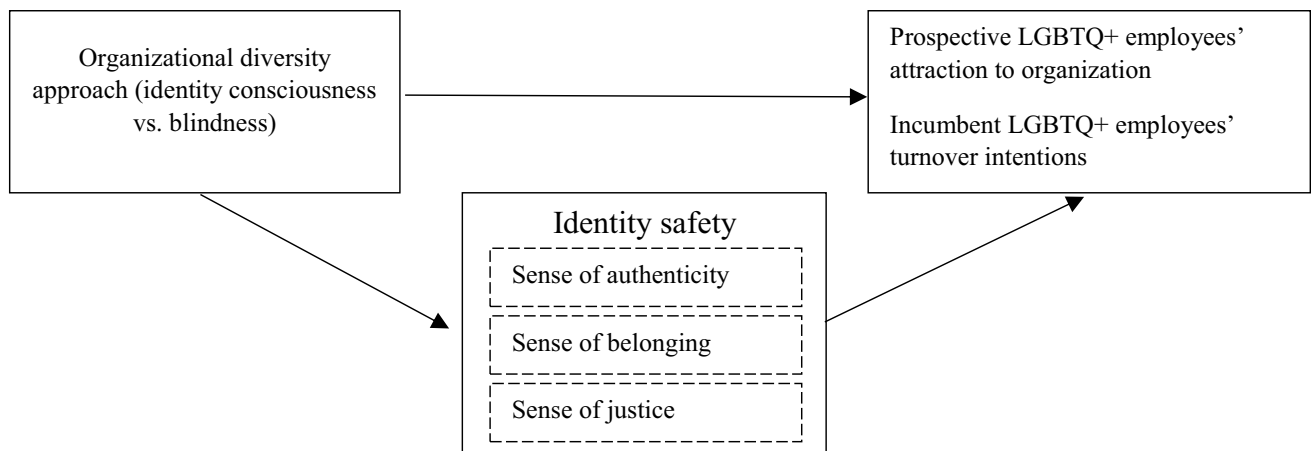 Organizational diversity
approach (identity consciousness
vs. blindness)
Prospective LGBTQ+ employees’
attraction to organization
Incumbent LGBTQ+ employees’
turnover intentions
Identity safety
Sense of authenticity
Sense of belonging
Sense of justice